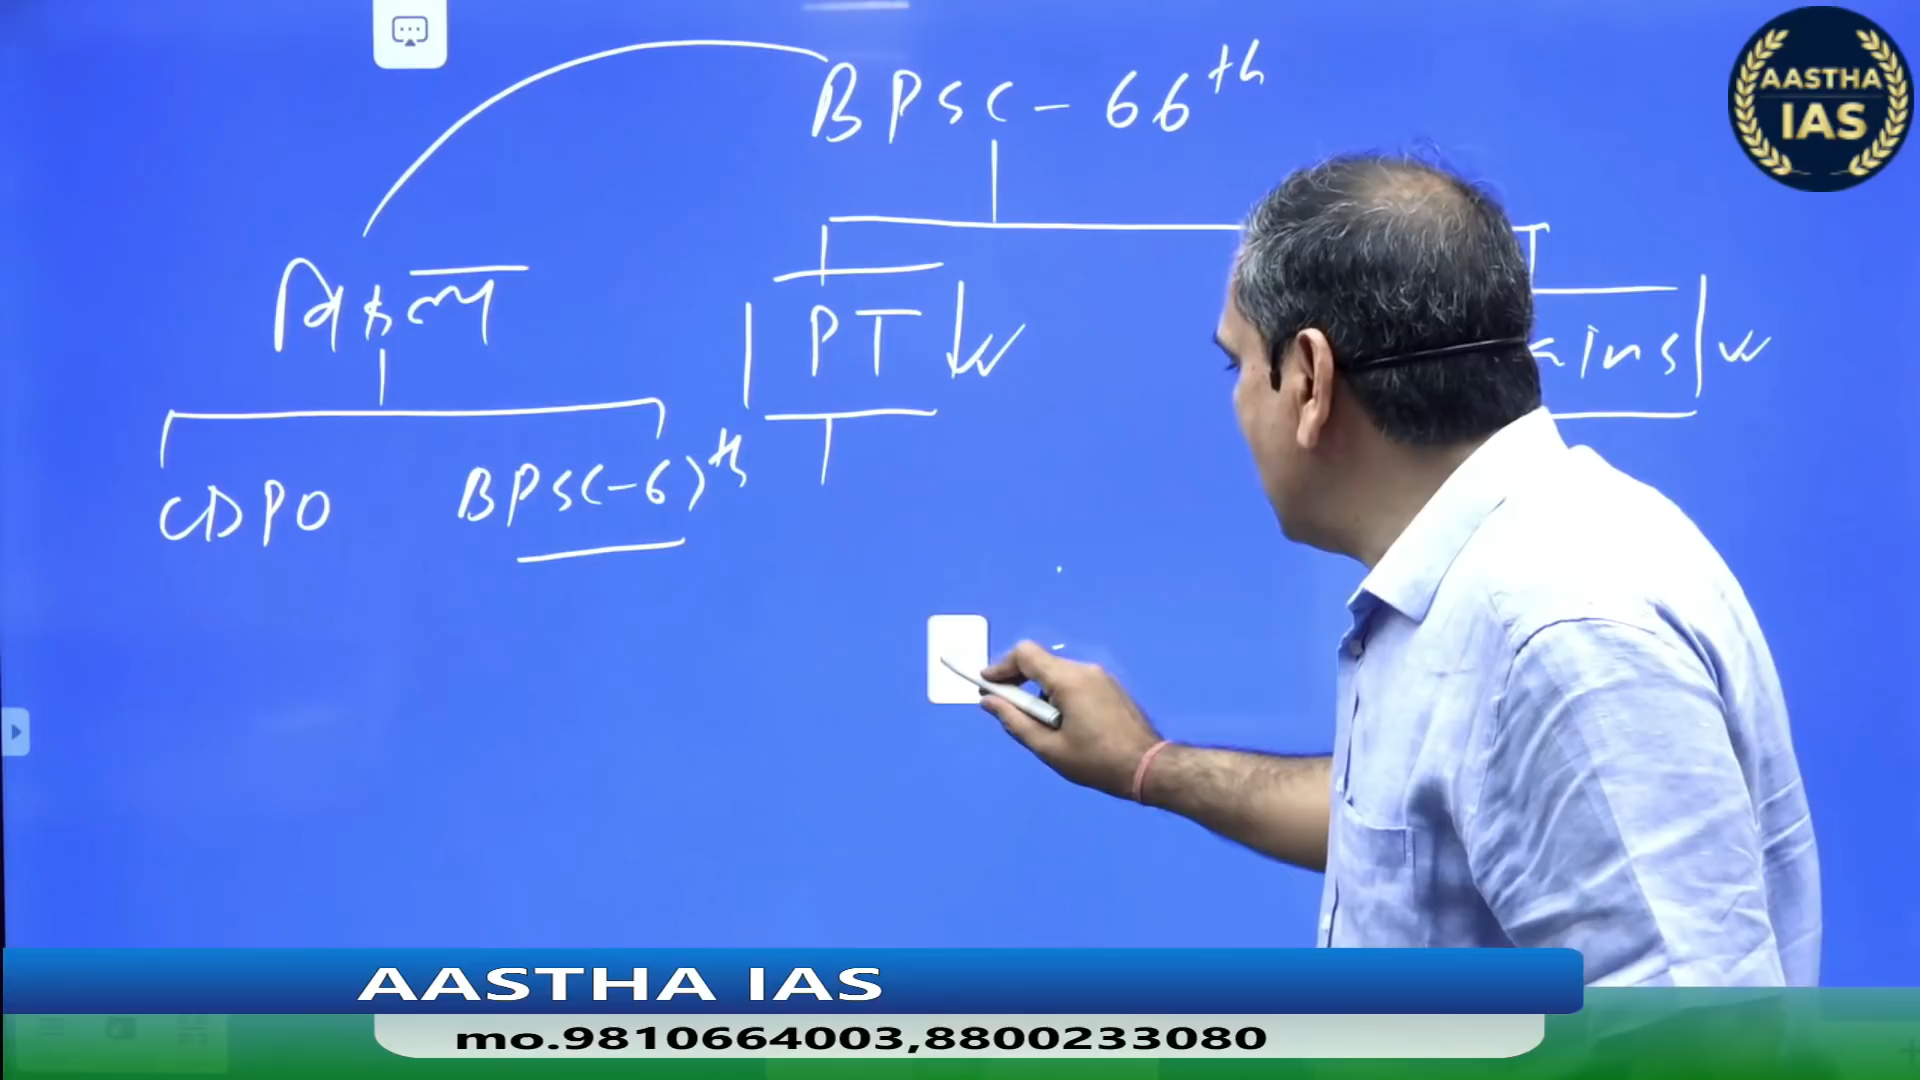 BPSC-66th
AASTHA
IAS
विकल्प
PT
ains
CDPO
BPSC-67th
AASTHA IAS
mo.9810664003,8800233080